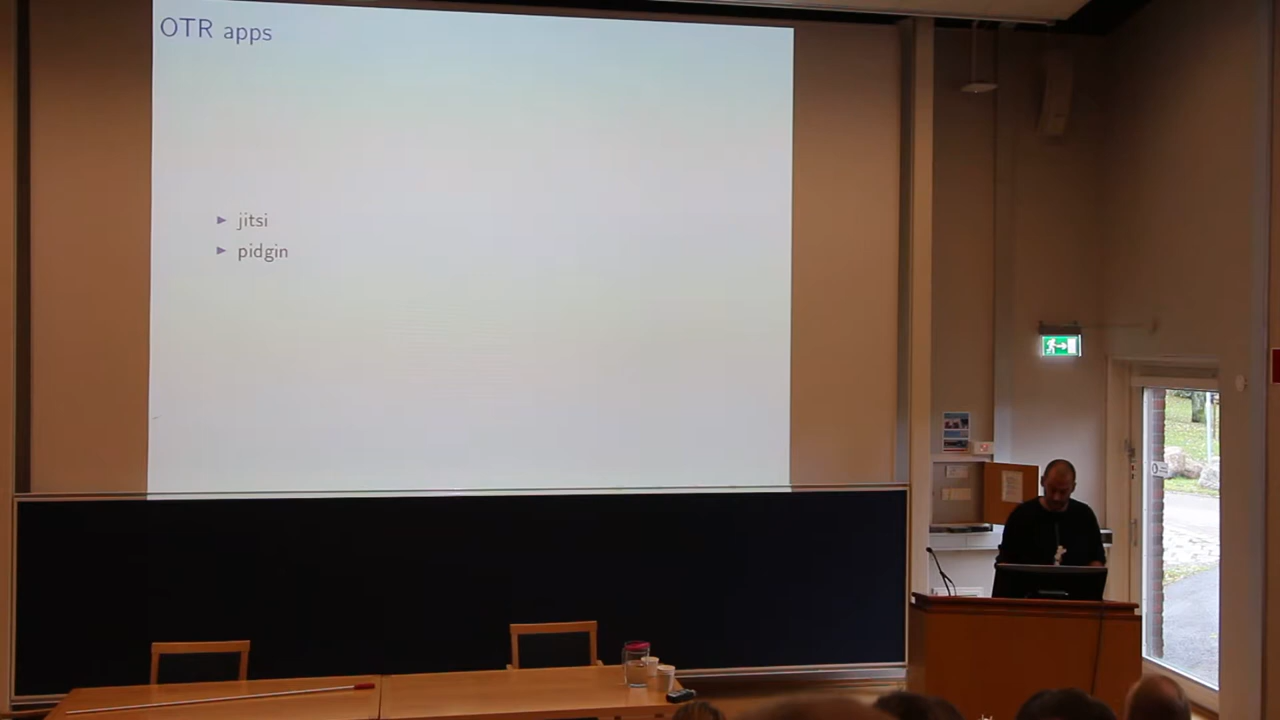 OTR apps
► jitsi
► pidgin